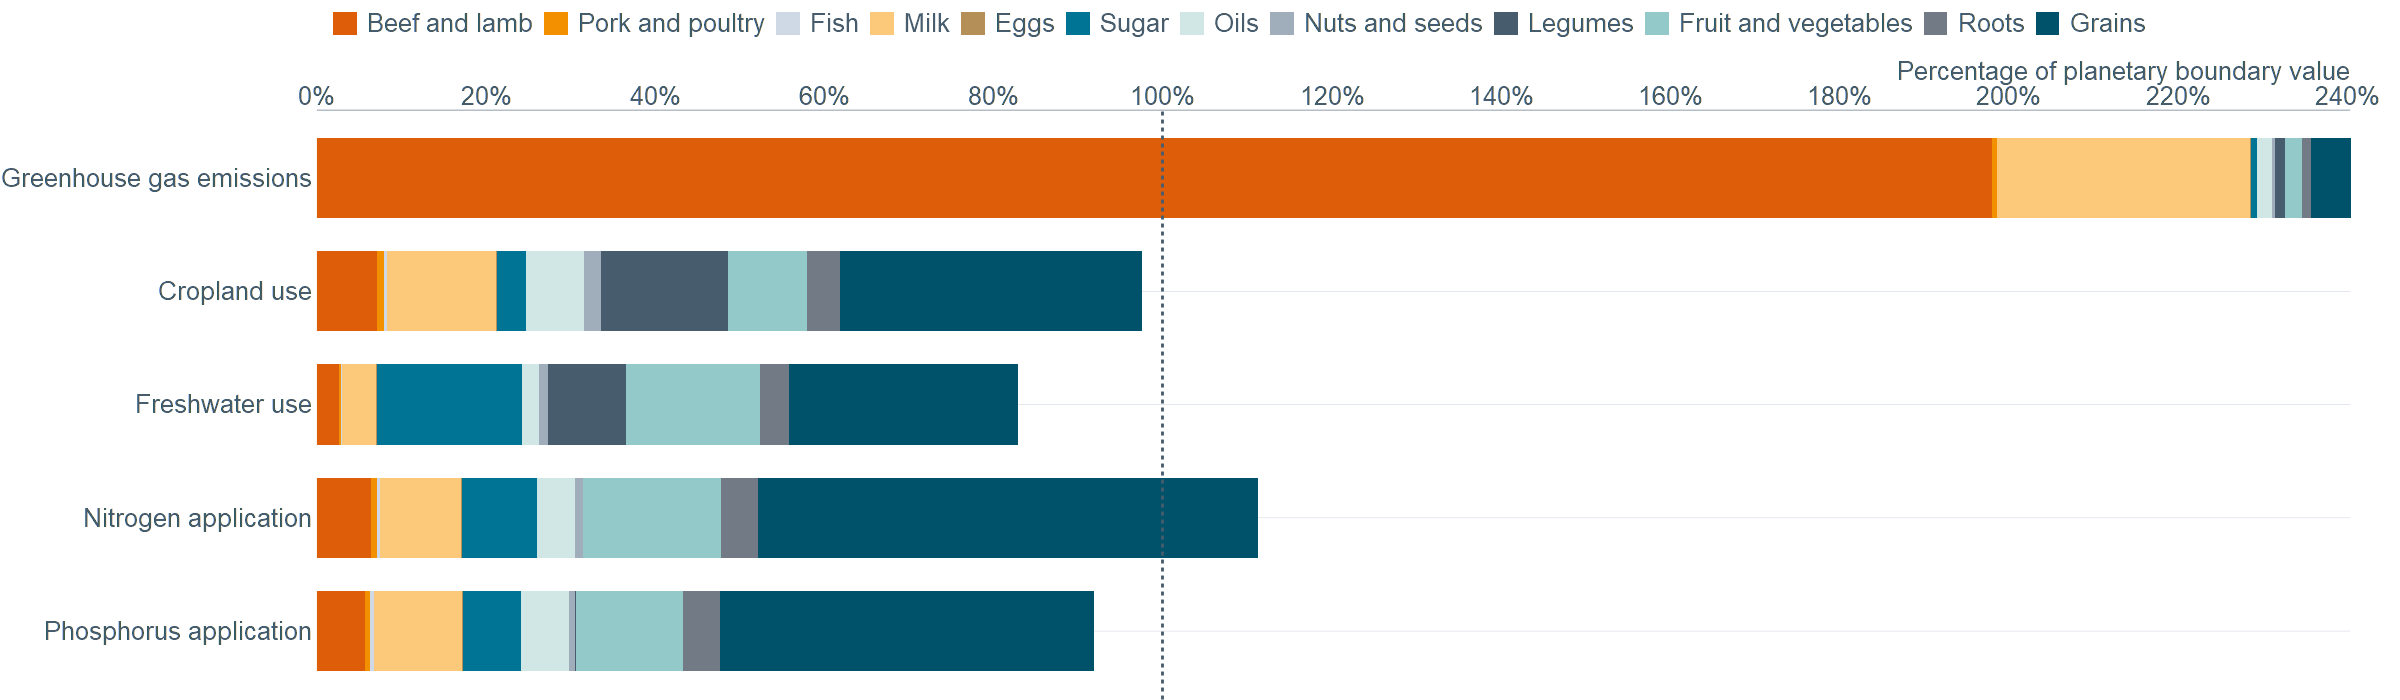 Beef and lamb Pork and poultry Fish Milk Eggs Sugar Oils Nuts and seeds Legumes Fruit and vegetables Roots Grains
Percentage of planetary boundary value
0% 20% 40% 60% 80% 100% 120% 140% 160% 180% 200% 220% 240%
Greenhouse gas emissions
Cropland use
Freshwater use
Nitrogen application
Phosphorus application